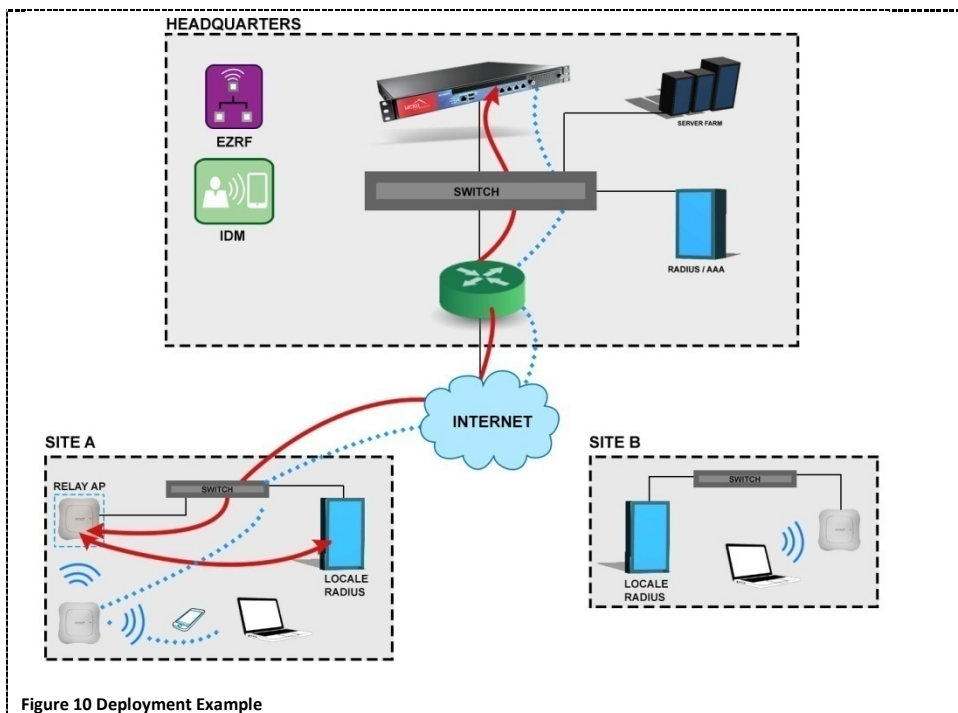 HEADQUARTERS
EZRF
SERVER FARM
SWITCH
IDM
RADIUS / AAA
INTERNET
SITE A
SITE B
RELAY AP
SWITCH
SWITCH
LOCALE
RADIUS
LOCALE
RADIUS
Figure 10 Deployment Example